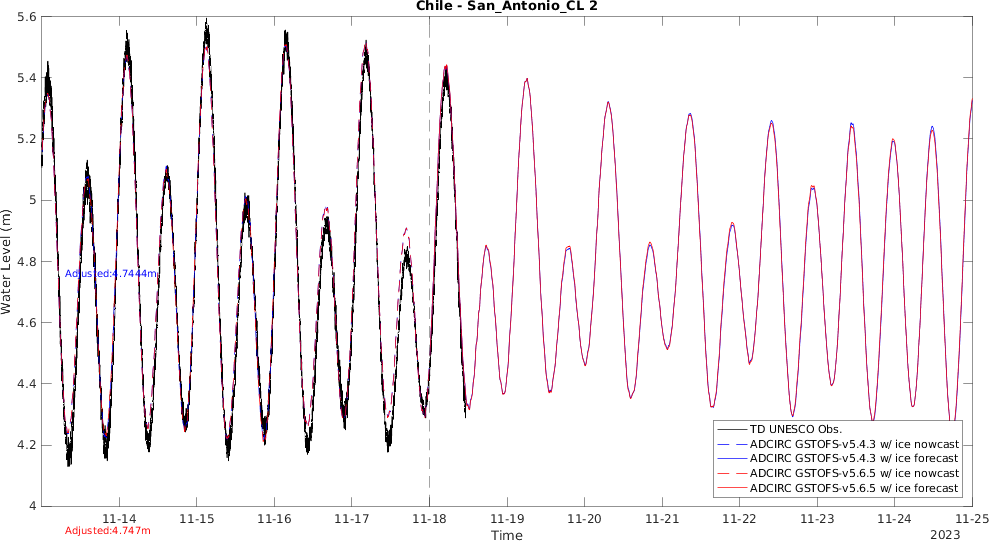 Chile - San_Antonio_CL 2
5.6
5.4
5.2
5
4.8
4.6
4.4
4.2
4
Water Level (m)
Adjusted:4.7444m
Adjusted:4.747m
TD UNESCO Obs.
ADCIRC GSTOFS-v5.4.3 w/ ice nowcast
ADCIRC GSTOFS-v5.4.3 w/ ice forecast
ADCIRC GSTOFS-v5.6.5 w/ ice nowcast
ADCIRC GSTOFS-v5.6.5 w/ ice forecast
11-14 11-15 11-16 11-17 11-18 11-19 11-20 11-21 11-22 11-23 11-24 11-25
Time
2023